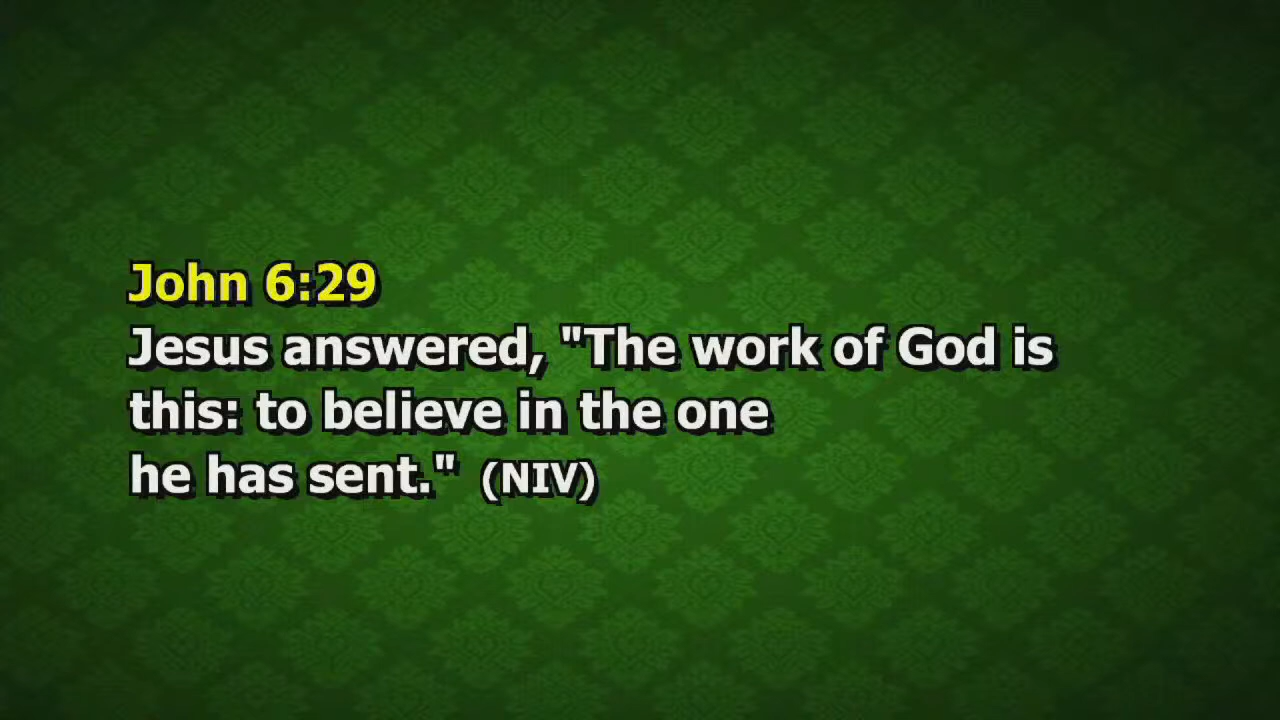 John 6:29
Jesus answered, "The work of God is
this: to believe in the one
he has sent." (NIV)